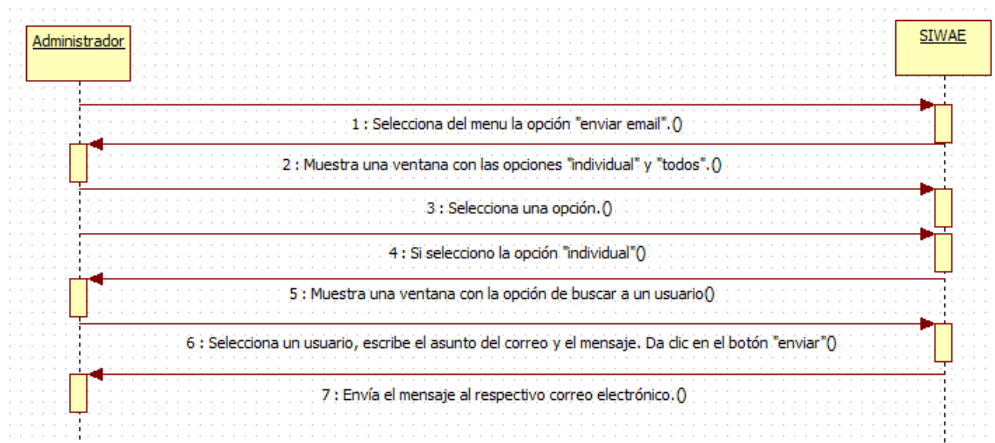 Administrador
SIWAE
1 : Selecciona del menu la opción "enviar email".()
2 : Muestra una ventana con las opciones "individual" y "todos".()
3 : Selecciona una opción.()
4 : Si selecciono la opción "individual"()
5 : Muestra una ventana con la opción de buscar a un usuario()
6 : Selecciona un usuario, escribe el asunto del correo y el mensaje. Da clic en el botón "enviar"()
7 : Envía el mensaje al respectivo correo electrónico.()